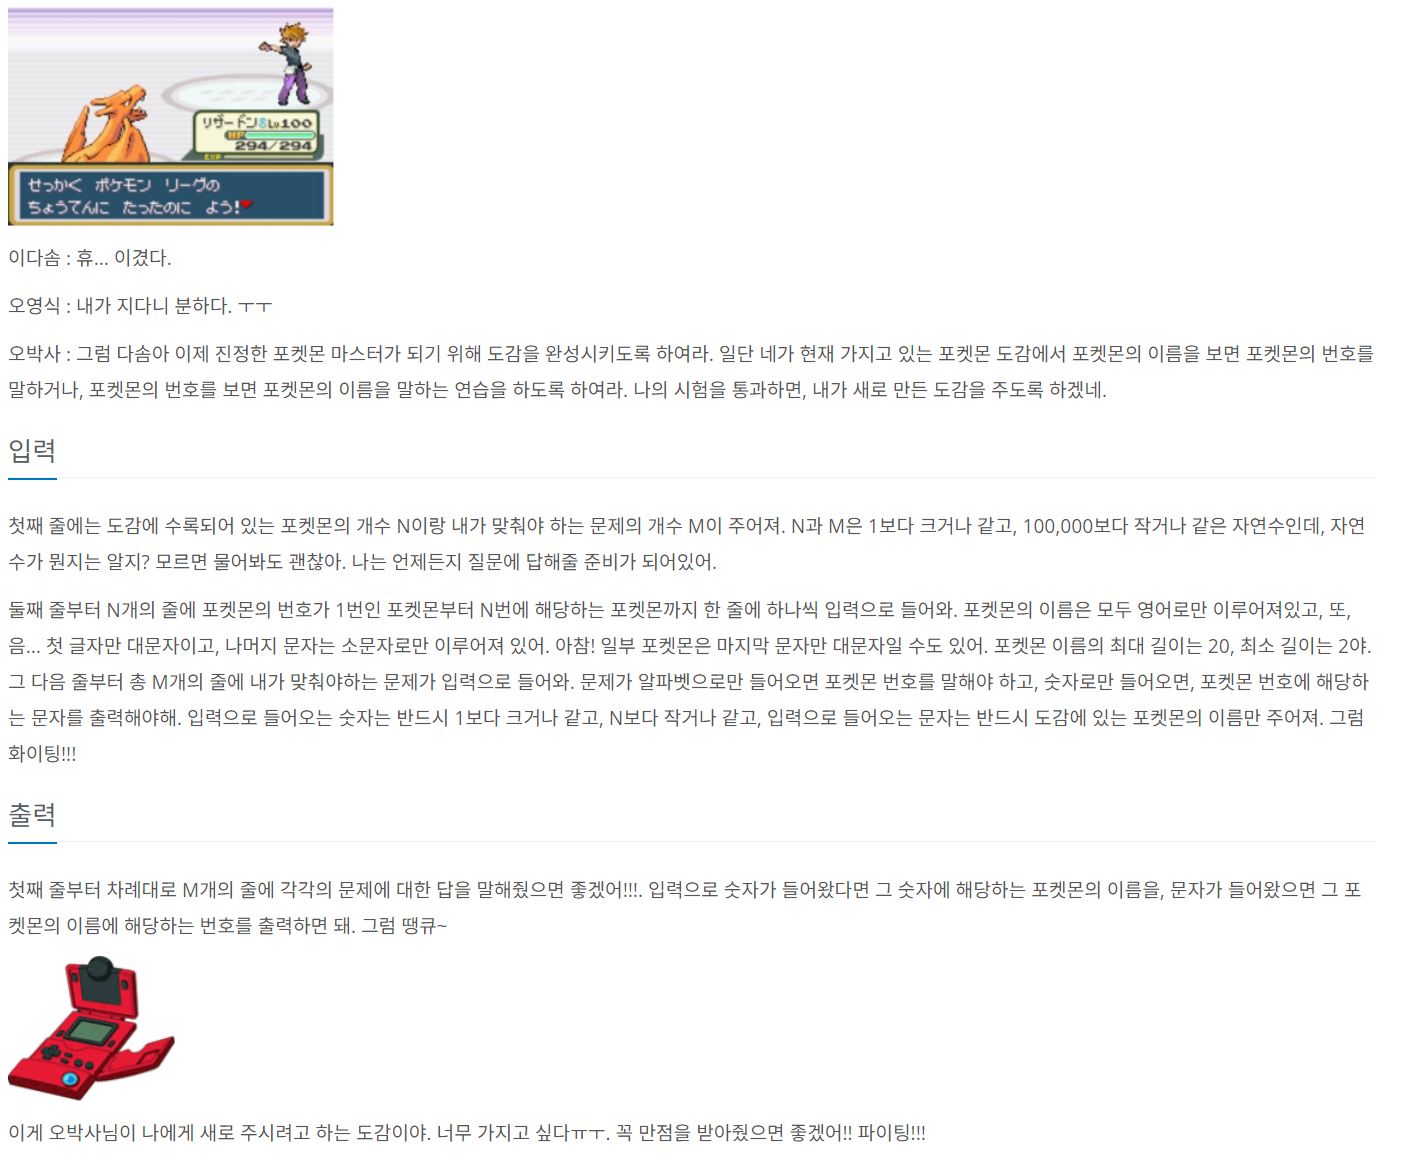 リザードン♂Lv100
HP
294/294
EXP
せっかく ポケモン リーグの
ちょうてんに たったのに よう!
이다솜 : 휴... 이겼다.
오영식 : 내가 지다니 분하다. ㅜㅜ
오박사 : 그럼 다솜아 이제 진정한 포켓몬 마스터가 되기 위해 도감을 완성시키도록 하여라. 일단 네가 현재 가지고 있는 포켓몬 도감에서 포켓몬의 이름을 보면 포켓몬의 번호를
말하거나, 포켓몬의 번호를 보면 포켓몬의 이름을 말하는 연습을 하도록 하여라. 나의 시험을 통과하면, 내가 새로 만든 도감을 주도록 하겠네.
입력
첫째 줄에는 도감에 수록되어 있는 포켓몬의 개수 N이랑 내가 맞춰야 하는 문제의 개수 M이 주어져. N과 M은 1보다 크거나 같고, 100,000보다 작거나 같은 자연수인데, 자연
수가 뭔지는 알지? 모르면 물어봐도 괜찮아. 나는 언제든지 질문에 답해줄 준비가 되어있어.
둘째 줄부터 N개의 줄에 포켓몬의 번호가 1번인 포켓몬부터 N번에 해당하는 포켓몬까지 한 줄에 하나씩 입력으로 들어와. 포켓몬의 이름은 모두 영어로만 이루어져있고, 또,
음... 첫 글자만 대문자이고, 나머지 문자는 소문자로만 이루어져 있어. 아참! 일부 포켓몬은 마지막 문자만 대문자일 수도 있어. 포켓몬 이름의 최대 길이는 20, 최소 길이는 2야.
그 다음 줄부터 총 M개의 줄에 내가 맞춰야하는 문제가 입력으로 들어와. 문제가 알파벳으로만 들어오면 포켓몬 번호를 말해야 하고, 숫자로만 들어오면, 포켓몬 번호에 해당하
는 문자를 출력해야해. 입력으로 들어오는 숫자는 반드시 1보다 크거나 같고, N보다 작거나 같고, 입력으로 들어오는 문자는 반드시 도감에 있는 포켓몬의 이름만 주어져. 그럼
화이팅!!!
출력
첫째 줄부터 차례대로 M개의 줄에 각각의 문제에 대한 답을 말해줬으면 좋겠어!!!. 입력으로 숫자가 들어왔다면 그 숫자에 해당하는 포켓몬의 이름을, 문자가 들어왔으면 그 포
켓몬의 이름에 해당하는 번호를 출력하면 돼. 그럼 땡큐~
이게 오박사님이 나에게 새로 주시려고 하는 도감이야. 너무 가지고 싶다ㅠㅜ. 꼭 만점을 받아줬으면 좋겠어!! 파이팅!!!